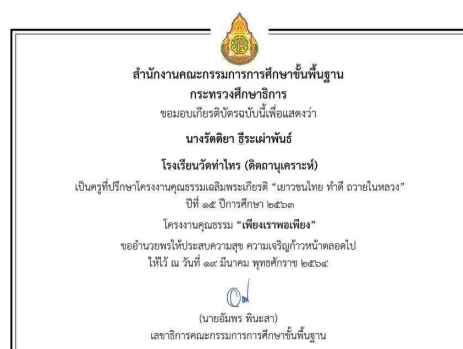 สำนักงานคณะกรรมการการศึกษาขั้นพื้นฐาน
กระทรวงศึกษาธิการ
ขอมอบเกียรติบัตรฉบับนี้เพื่อแสดงว่า
นางรัตติยา ธีระเผ่าพันธ์
โรงเรียนวัดท่าไทร (ดิตถานุเคราะห์)
เป็นครูที่ปรึกษาโครงงานคุณธรรมเฉลิมพระเกียรติ “เยาวชนไทย ทำดี ถวายในหลวง”
ปีที่ ๑๕ ปีการศึกษา ๒๕๖๓
โครงงานคุณธรรม “เพียงเราพอเพียง”
ขออำนวยพรให้ประสบความสุข ความเจริญก้าวหน้าตลอดไป
ให้ไว้ ณ วันที่ ๑๙ มีนาคม พุทธศักราช ๒๕๖๔
(นายอัมพร พินะสา)
เลขาธิการคณะกรรมการการศึกษาขั้นพื้นฐาน